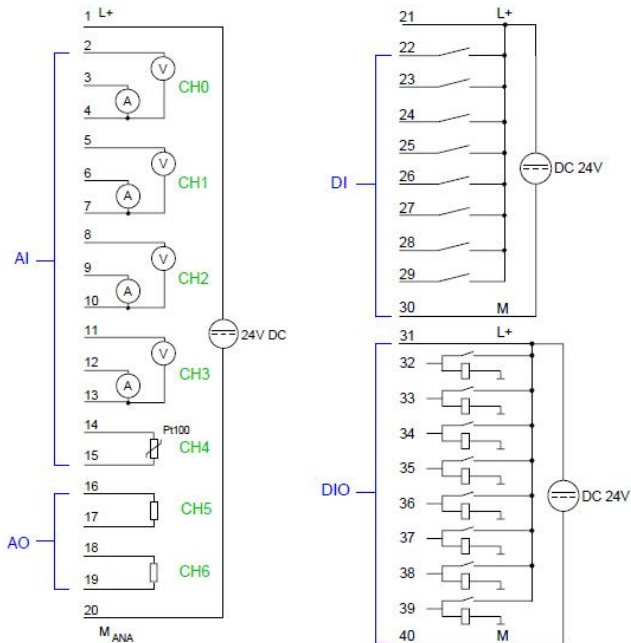 1 L+
2
V
3
A
CH0
4
5
V
6
A
CH1
7
8
V
9
A
CH2
10
AI
11
V
12
A
CH3
13
24V DC
14
Pt100
CH4
15
16
CH5
17
AO
18
CH6
19
20
M ANA
21 L+
22
23
24
25
DI
26
DC 24V
27
28
29
30 M
31 L+
32
33
34
35
DIO
36
DC 24V
37
38
39
40 M